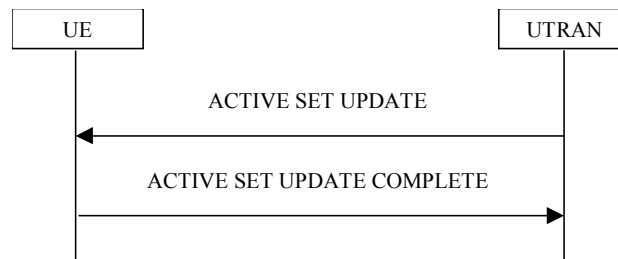 UE
UTRAN
ACTIVE SET UPDATE
ACTIVE SET UPDATE COMPLETE